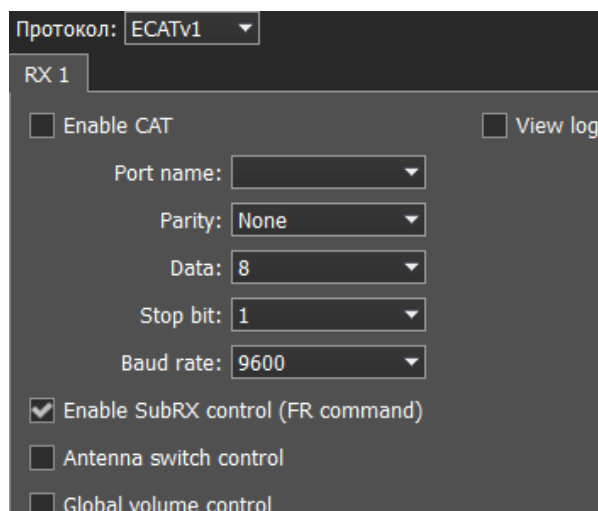 Протокол: ECATv1
RX 1
Enable CAT View log
Port name:
Parity: None
Data: 8
Stop bit: 1
Baud rate: 9600
Enable SubRX control (FR command)
Antenna switch control
Global volume control